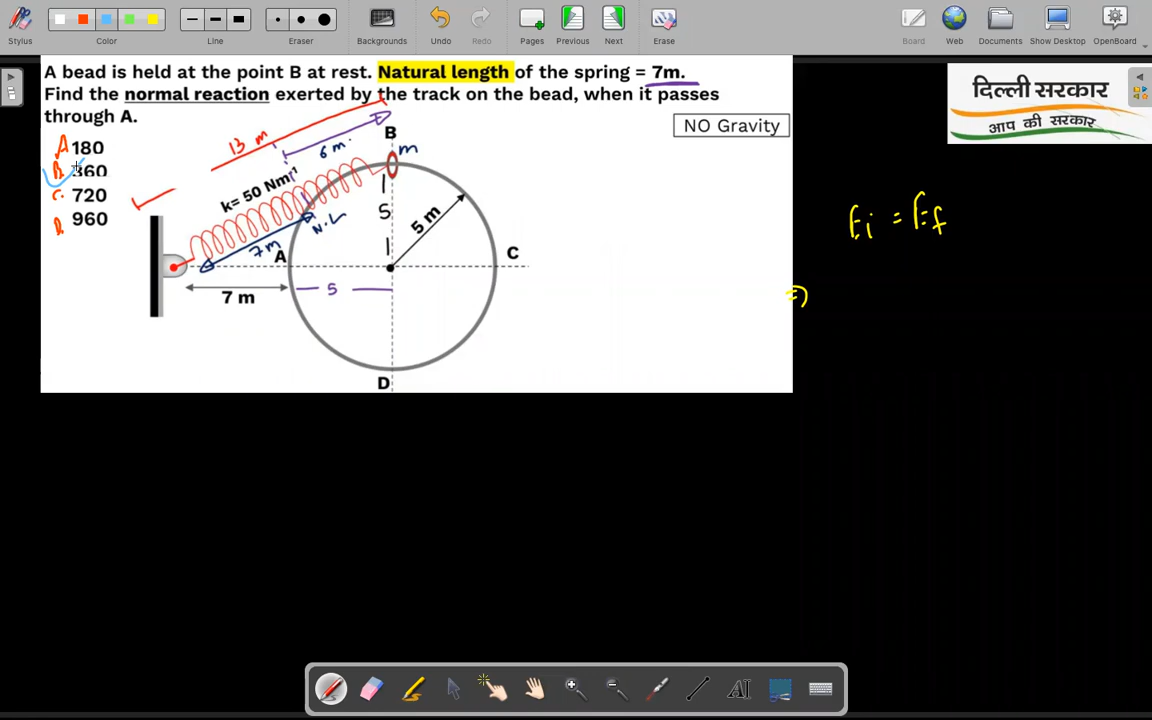 Stylus
Color
Line
Eraser
Backgrounds
Undo
Redo
Pages
Previous
Next
Erase
Board
Web
Documents
Show Desktop
OpenBoard
A bead is held at the point B at rest. Natural length of the spring = 7m.
Find the normal reaction exerted by the track on the bead, when it passes
through A.
NO Gravity
दिल्ली सरकार
आप की सरकार
A 180
B. 360
C. 720
D. 960
13 m
6 m.
B
m
k= 50 Nm⁻¹
N.L
7m
5
5 m
A
C
7 m
5
D
Ei = Ef
⇒